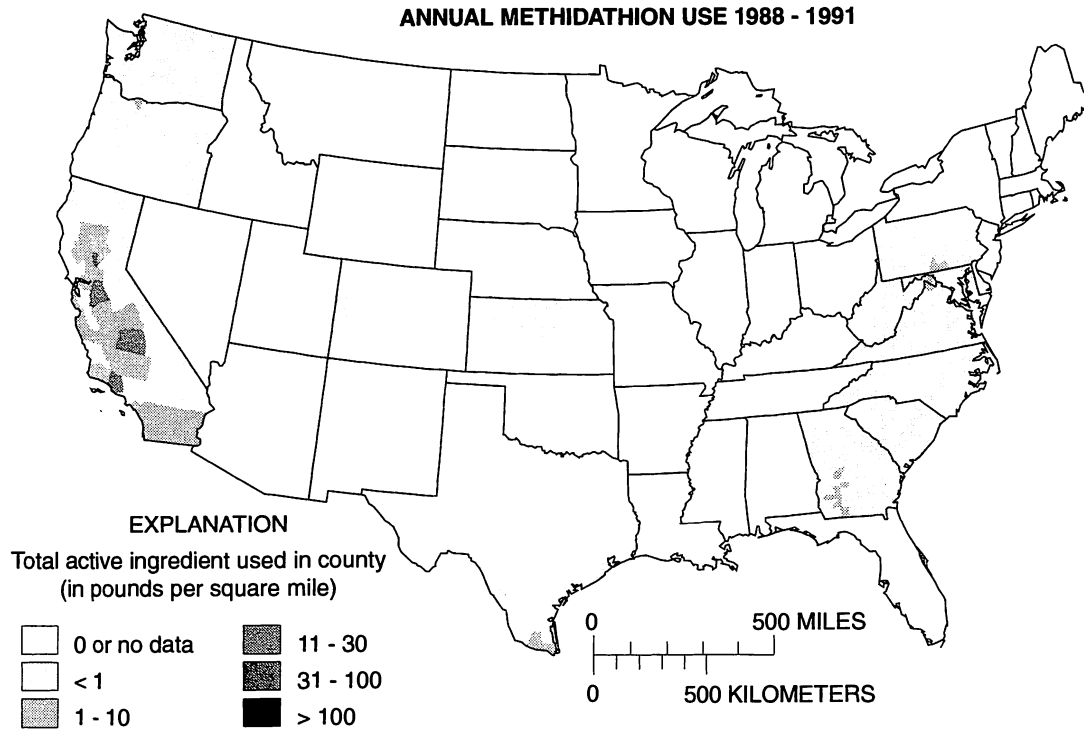 ANNUAL METHIDATHION USE 1988 - 1991
EXPLANATION
Total active ingredient used in county
(in pounds per square mile)
0 or no data
< 1
1 - 10
11 - 30
31 - 100
> 100
0 500 MILES
0 500 KILOMETERS